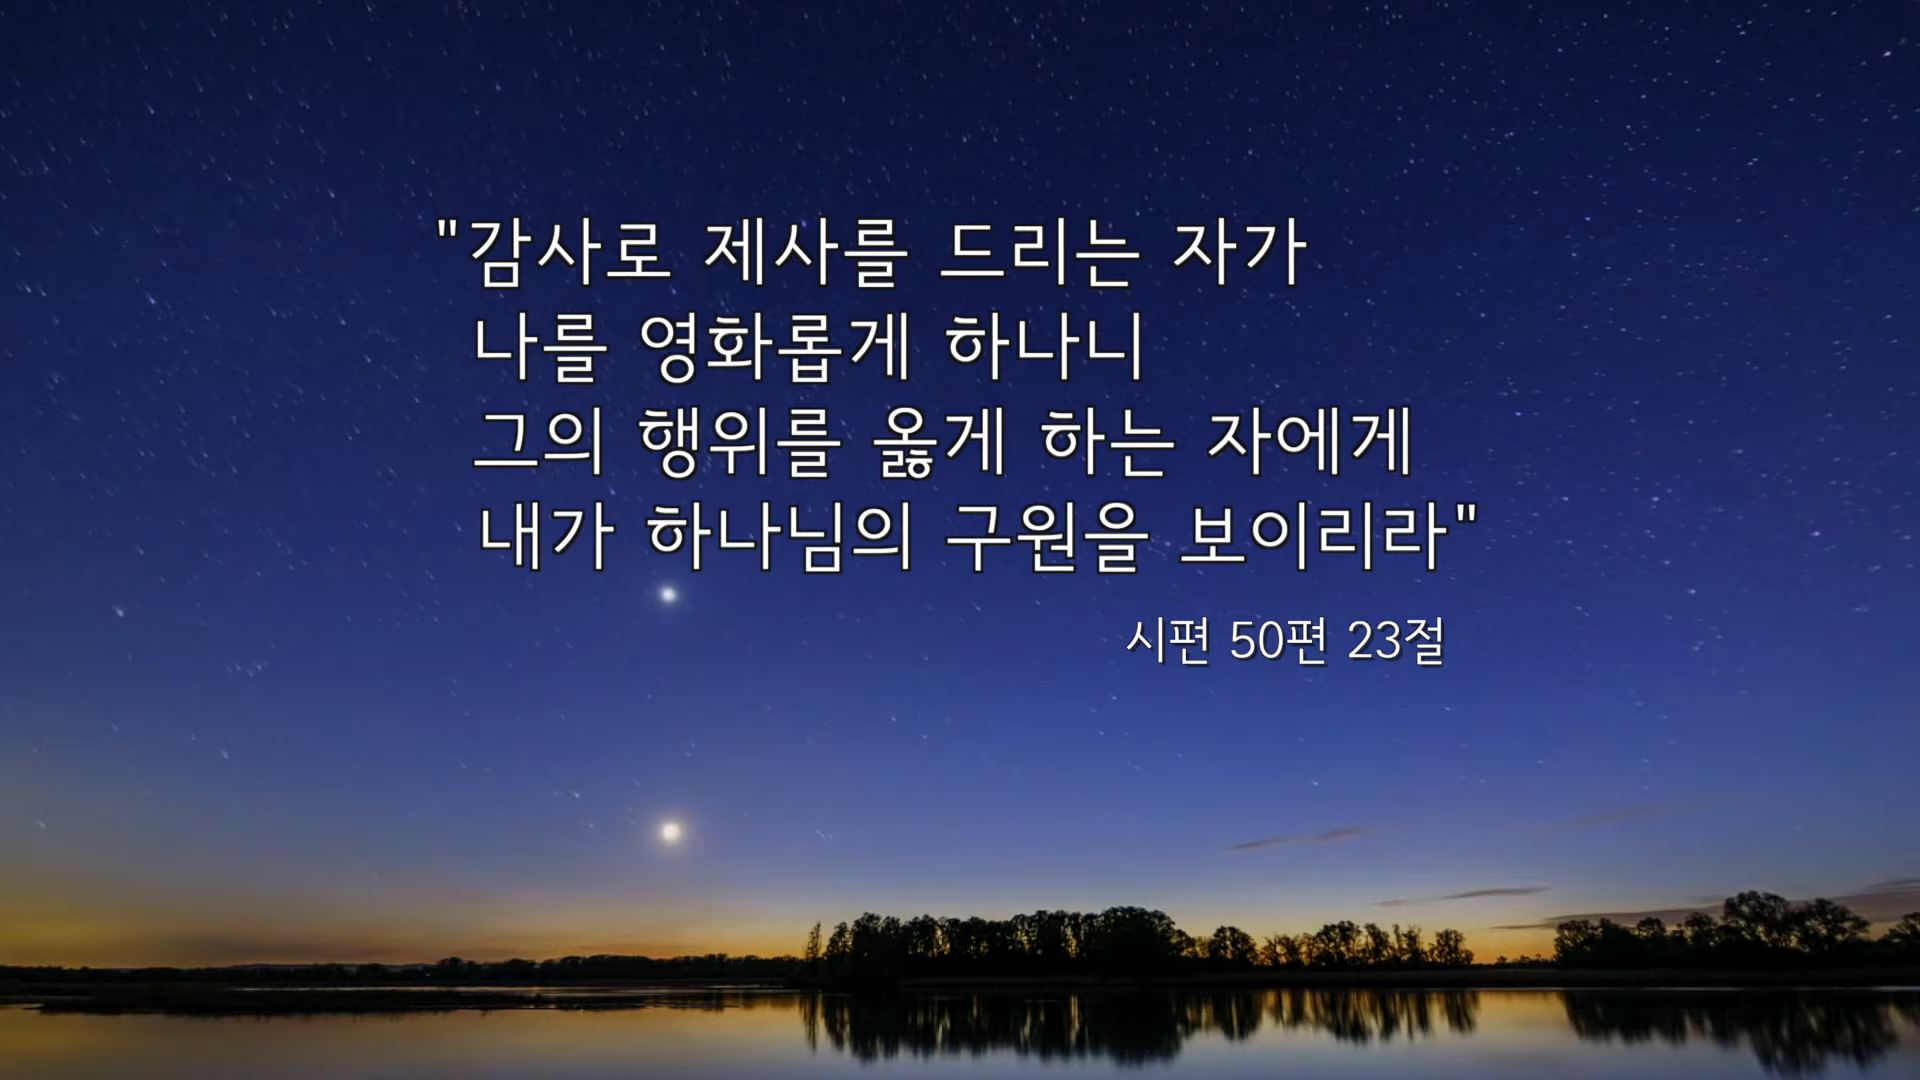 "감사로 제사를 드리는 자가
나를 영화롭게 하나니
그의 행위를 옳게 하는 자에게
내가 하나님의 구원을 보이리라"
시편 50편 23절